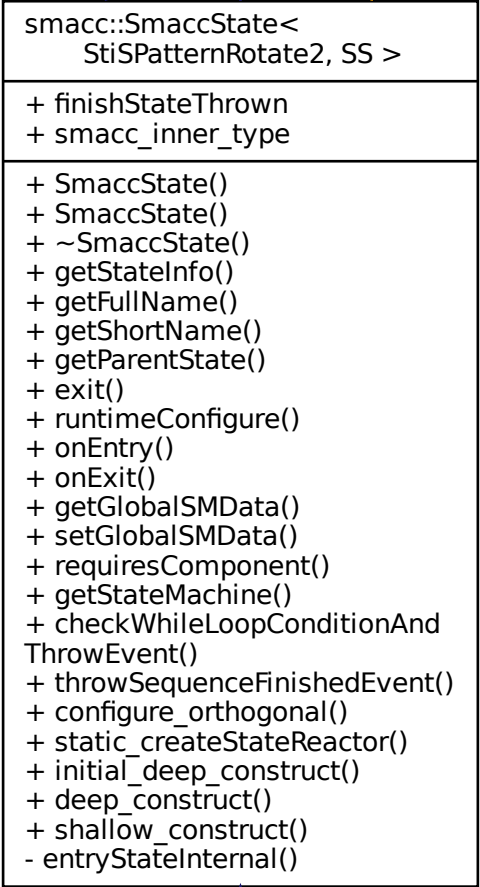 smacc::SmaccState<
StiSPatternRotate2, SS >
+ finishStateThrown
+ smacc_inner_type
+ SmaccState()
+ SmaccState()
+ ~SmaccState()
+ getStateInfo()
+ getFullName()
+ getShortName()
+ getParentState()
+ exit()
+ runtimeConfigure()
+ onEntry()
+ onExit()
+ getGlobalSMData()
+ setGlobalSMData()
+ requiresComponent()
+ getStateMachine()
+ checkWhileLoopConditionAnd
ThrowEvent()
+ throwSequenceFinishedEvent()
+ configure_orthogonal()
+ static_createStateReactor()
+ initial_deep_construct()
+ deep_construct()
+ shallow_construct()
- entryStateInternal()